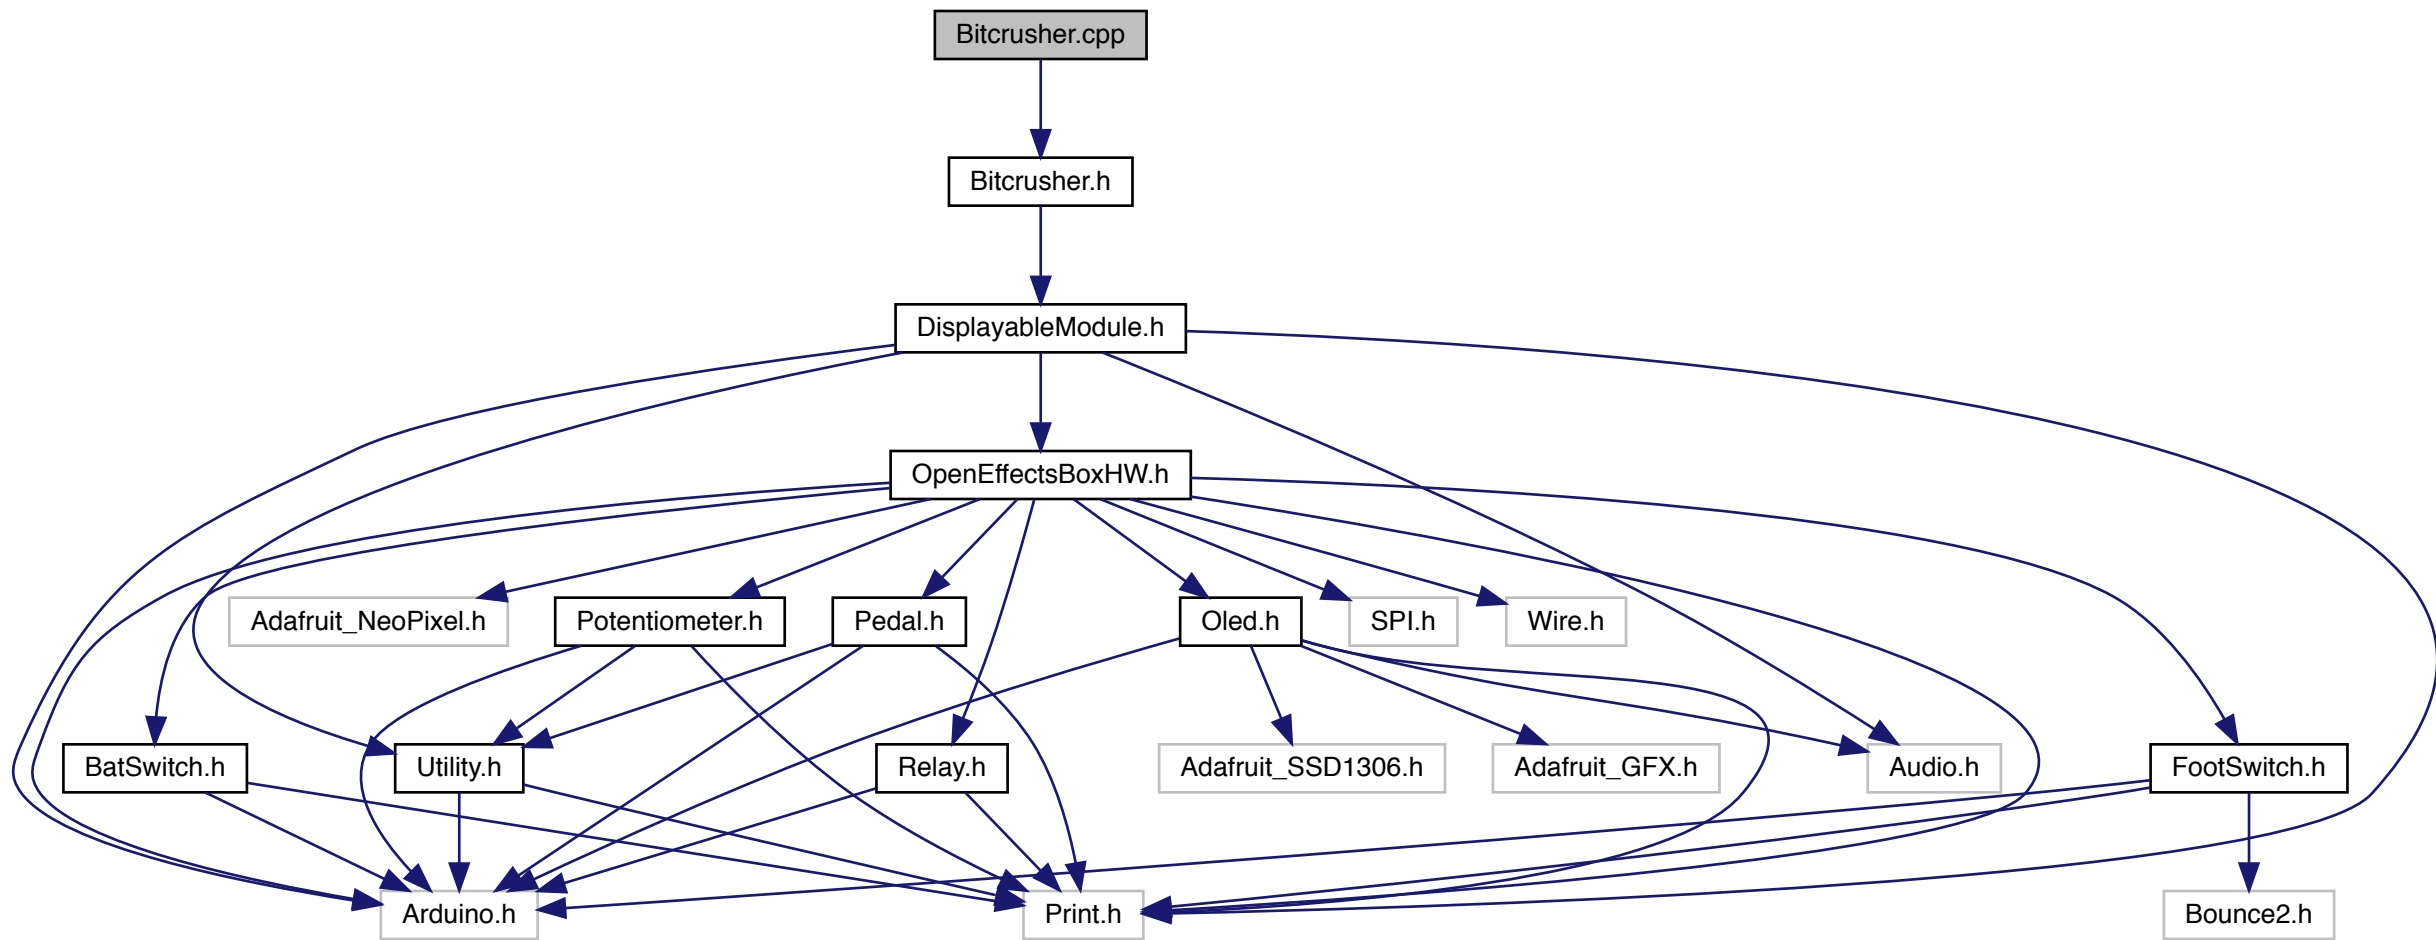 Bitcrusher.cpp
Bitcrusher.h
DisplayableModule.h
OpenEffectsBoxHW.h
Adafruit_NeoPixel.h
Potentiometer.h
Pedal.h
Oled.h
SPI.h
Wire.h
BatSwitch.h
Utility.h
Relay.h
Adafruit_SSD1306.h
Adafruit_GFX.h
Audio.h
FootSwitch.h
Arduino.h
Print.h
Bounce2.h